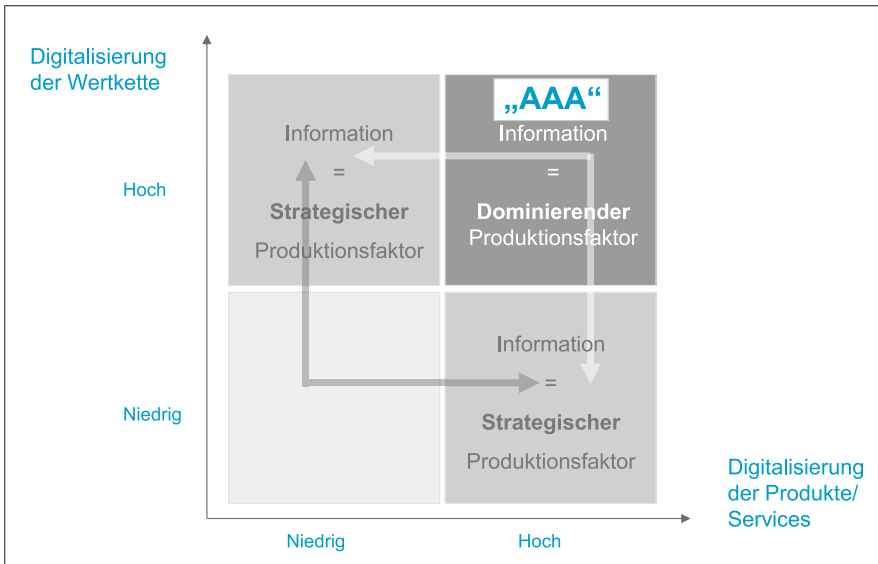 Digitalisierung
der Wertkette
„AAA“
Information
=
Strategischer
Produktionsfaktor
Information
=
Dominierender
Produktionsfaktor
Hoch
Information
=
Strategischer
Produktionsfaktor
Niedrig
Digitalisierung
der Produkte/
Services
Niedrig
Hoch